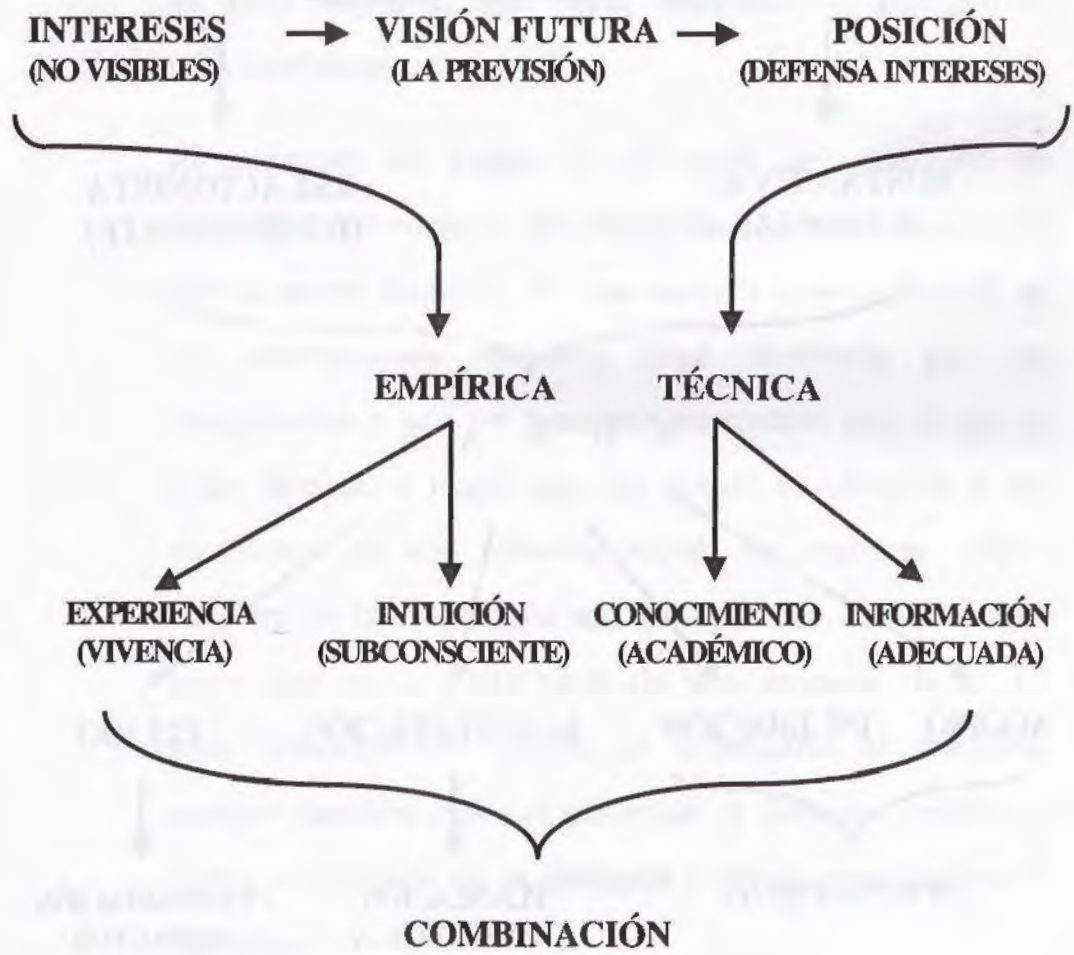 INTERESES → VISIÓN FUTURA → POSICIÓN
(NO VISIBLES) (LA PREVISIÓN) (DEFENSA INTERESES)
EMPÍRICA TÉCNICA
EXPERIENCIA INTUICIÓN CONOCIMIENTO INFORMACIÓN
(VIVENCIA) (SUBCONSCIENTE) (ACADÉMICO) (ADECUADA)
COMBINACIÓN